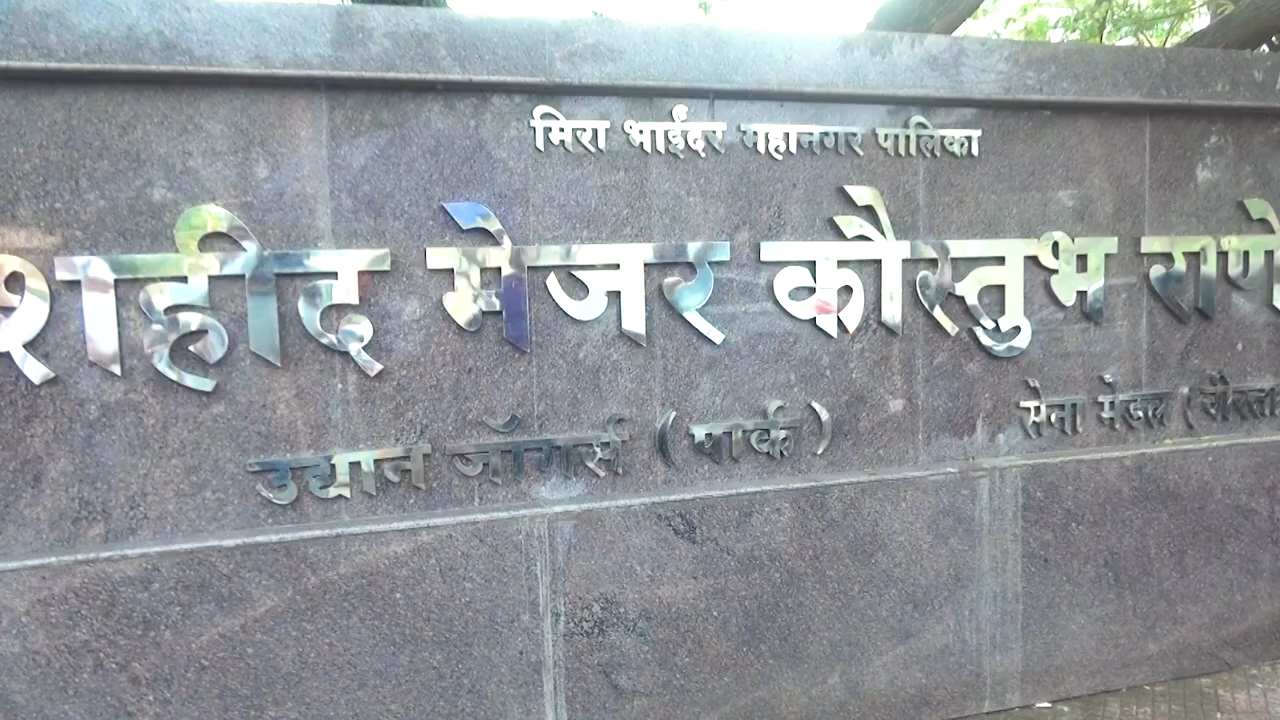 मिरा भाईंदर महानगर पालिका
शहीद मेजर कौस्तुभ राणे
सेना मेडल (
उद्यान जॉगर्स (पार्क)